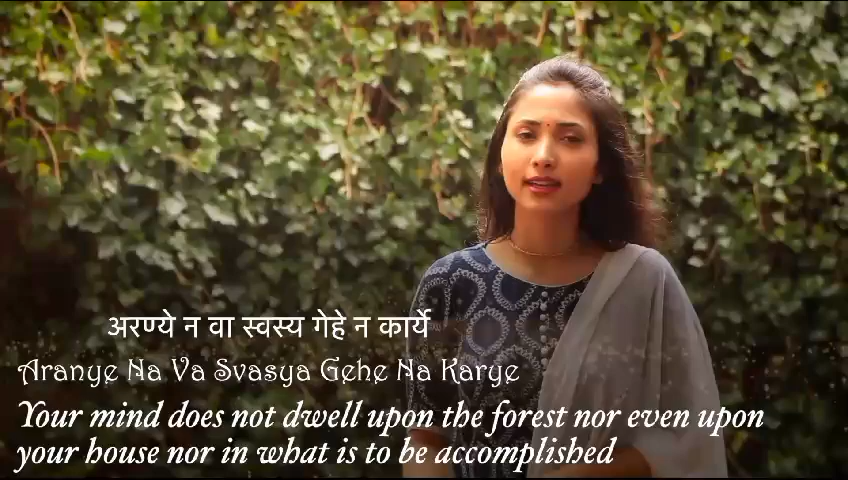 अरण्ये न वा स्वस्य गेहे न कार्ये
Aranye Na Va Svasya Gehe Na Karye
Your mind does not dwell upon the forest nor even upon
your house nor in what is to be accomplished